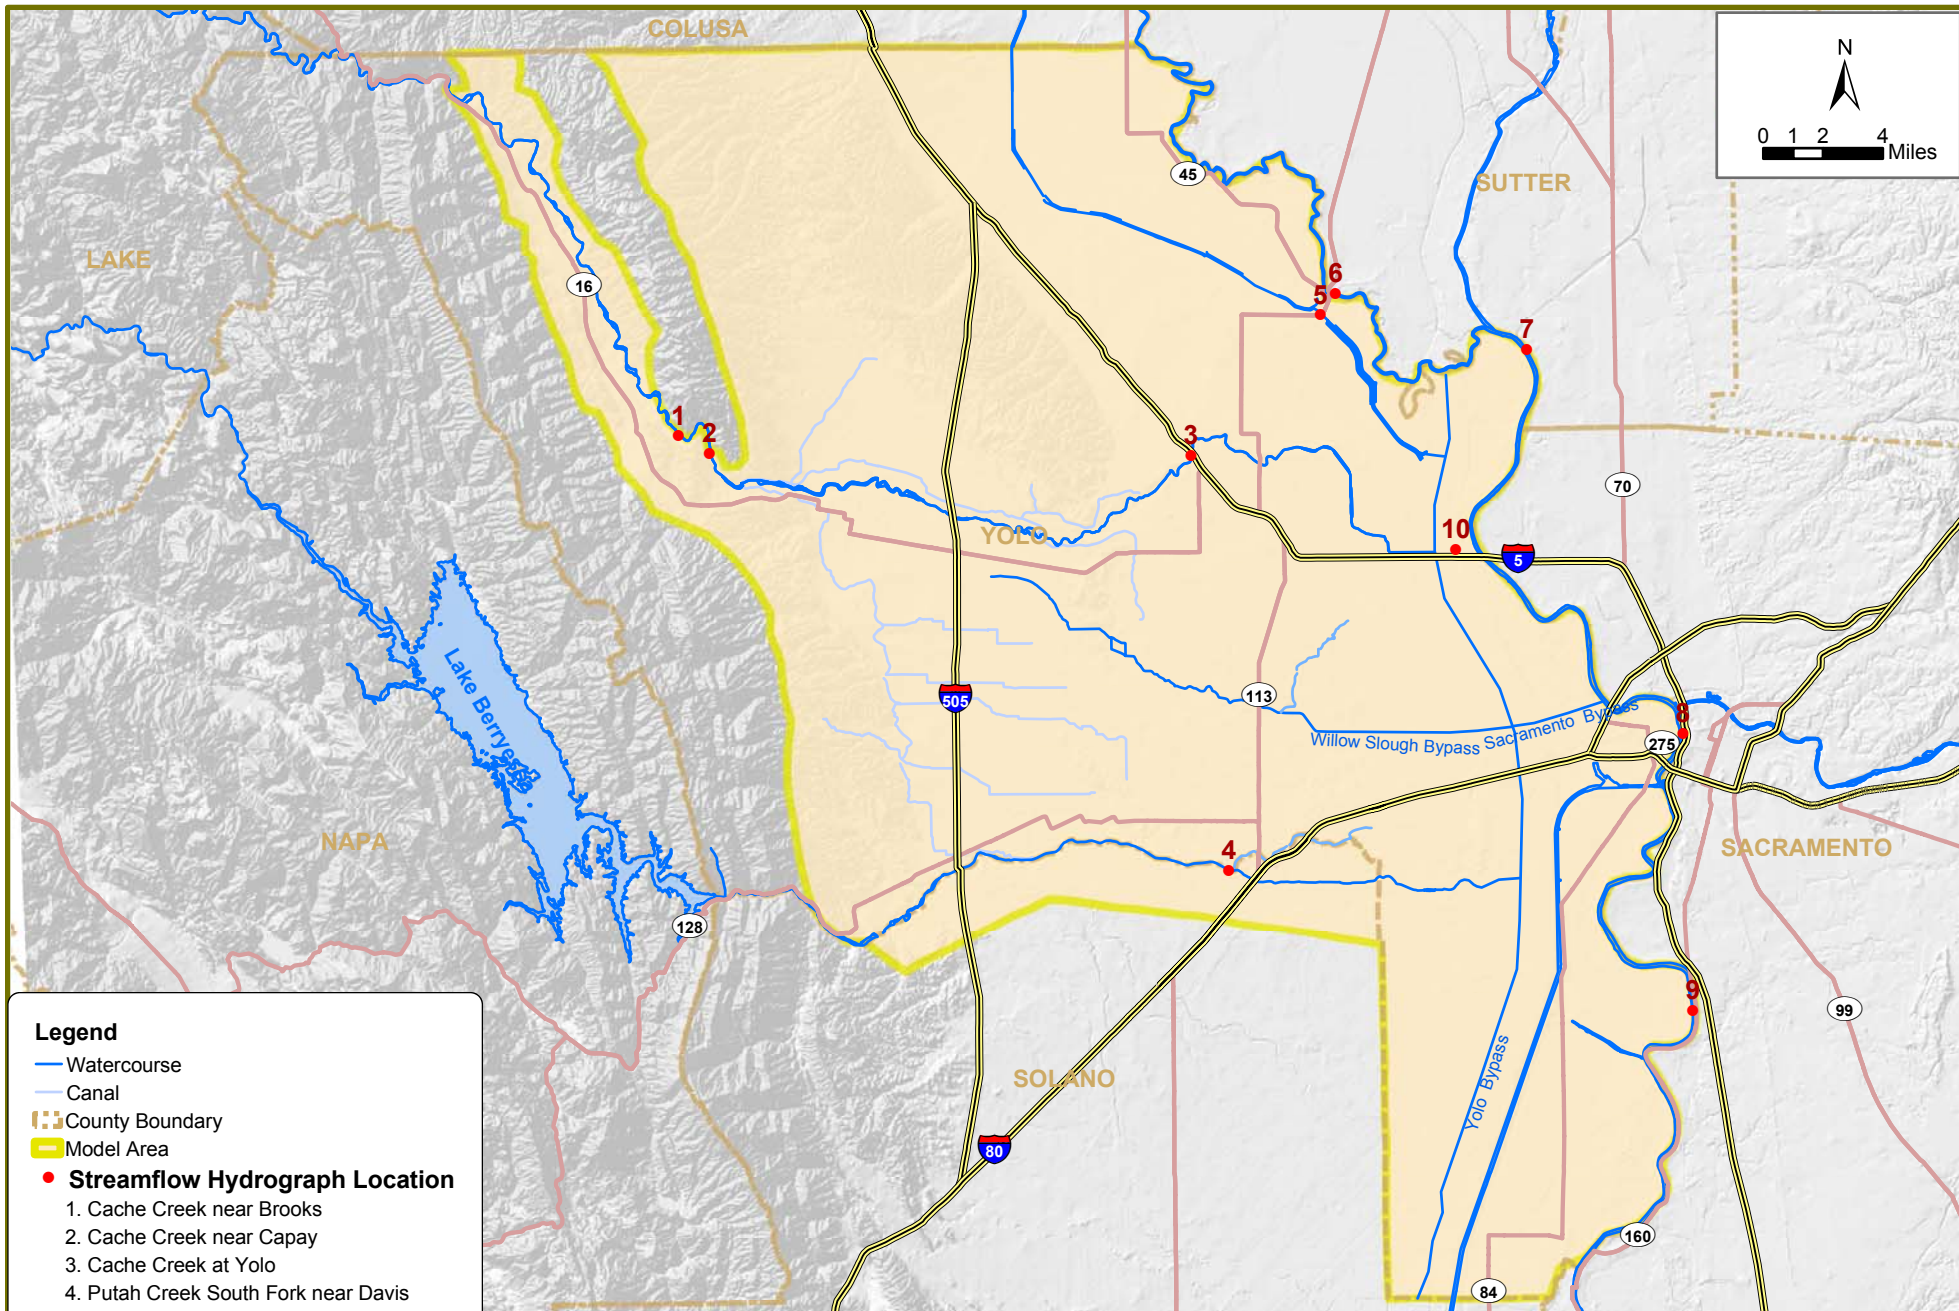 COLUSA
N
0 1 2 4
Miles
45
SUTTER
LAKE
16
6
5
7
1
2
3
70
YOLO
10
5
Lake Berryessa
505
113
8
Willow Slough Bypass
Sacramento Bypass
275
NAPA
4
SACRAMENTO
128
9
99
SOLANO
Yolo Bypass
80
160
84
Legend
Watercourse
Canal
County Boundary
Model Area
Streamflow Hydrograph Location
1. Cache Creek near Brooks
2. Cache Creek near Capay
3. Cache Creek at Yolo
4. Putah Creek South Fork near Davis